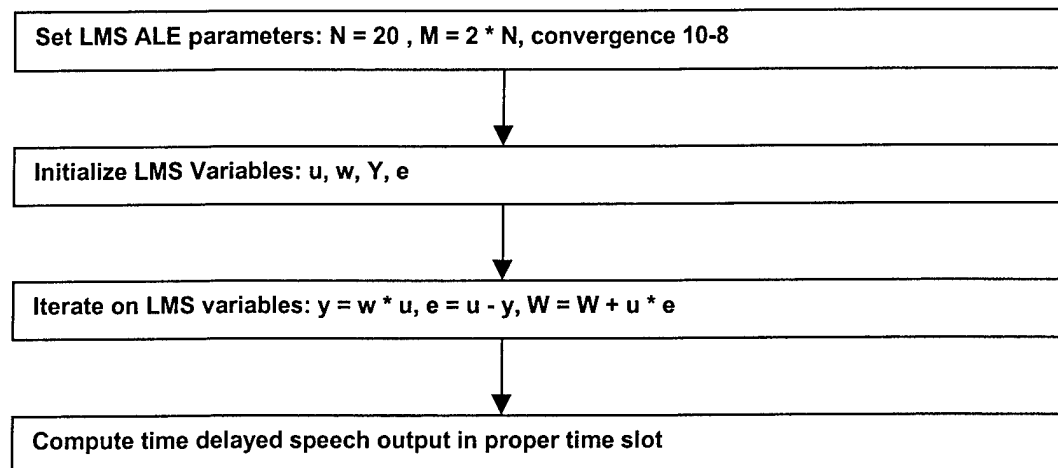 Set LMS ALE parameters: N = 20 , M = 2 * N, convergence 10-8
Initialize LMS Variables: u, w, Y, e
Iterate on LMS variables: y = w * u, e = u - y, W = W + u * e
Compute time delayed speech output in proper time slot